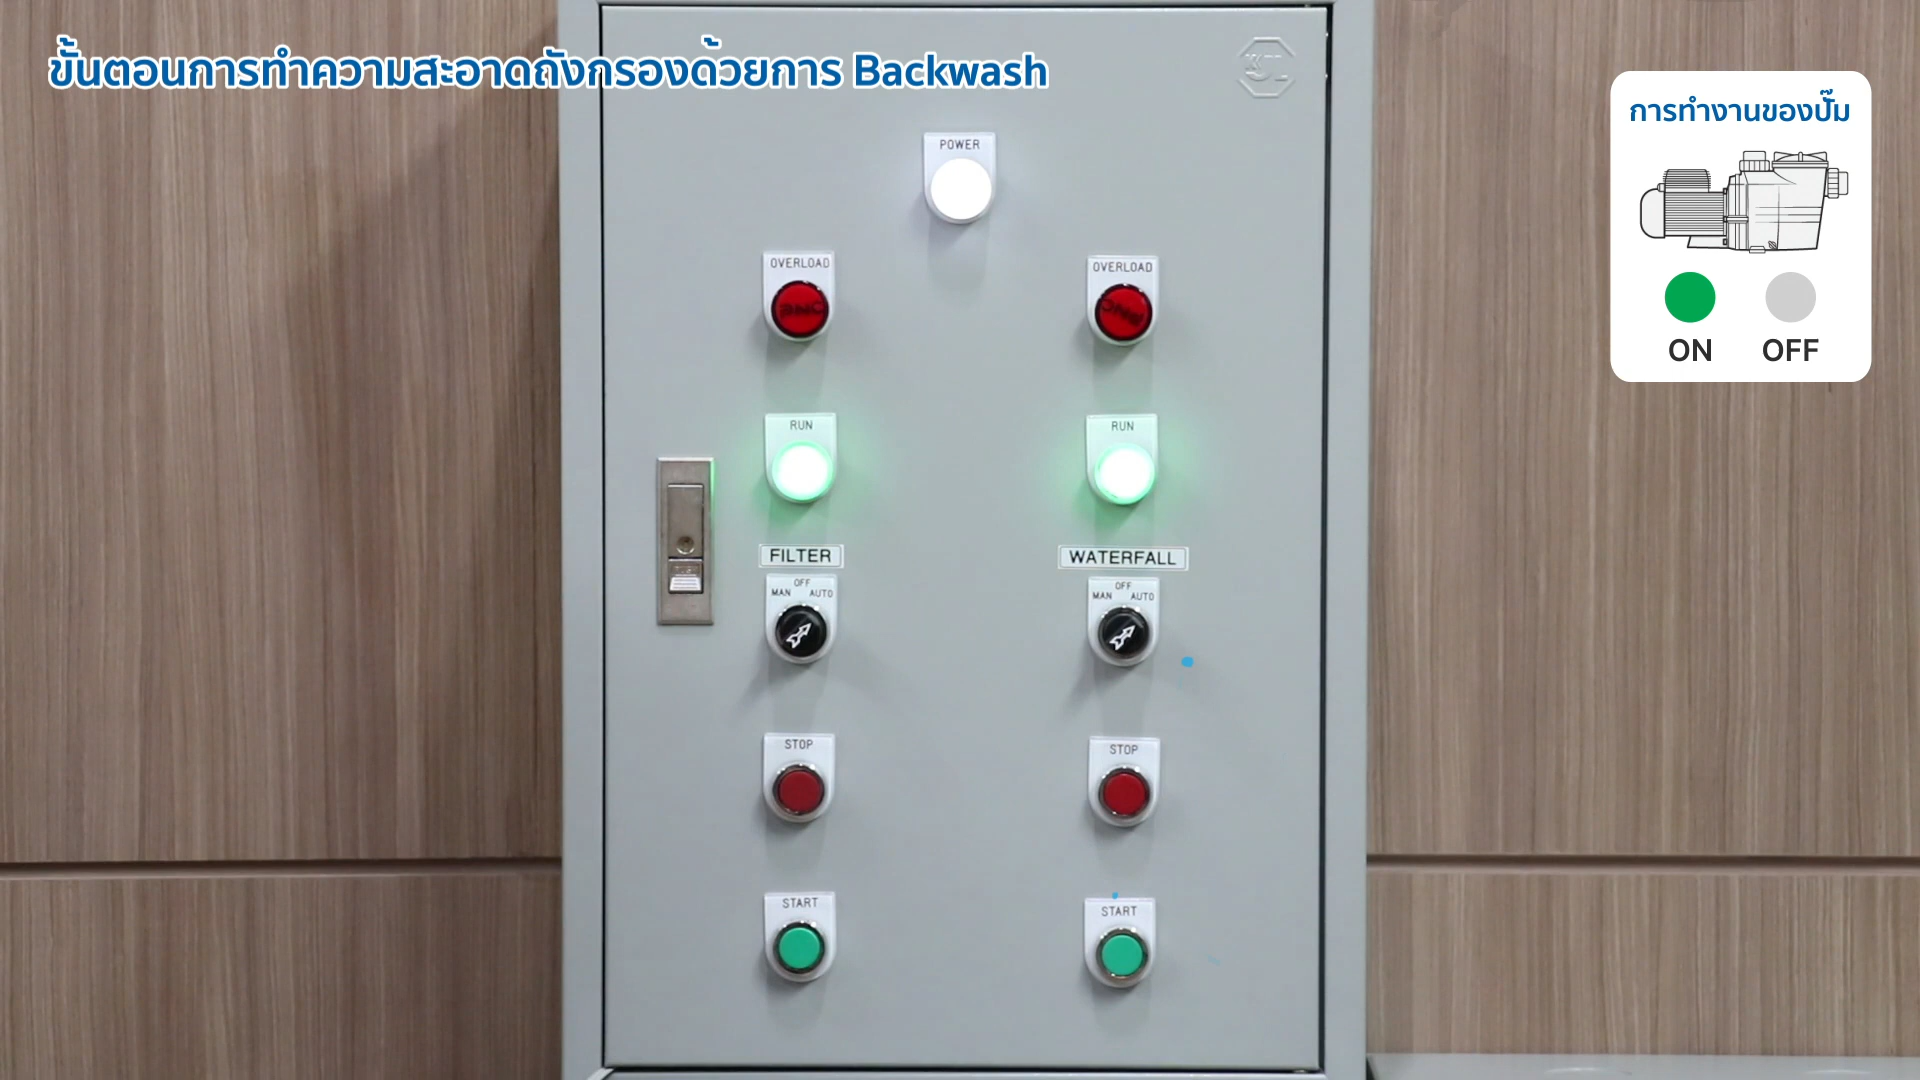 ขั้นตอนการทำความสะอาดถังกรองด้วยการ Backwash
การทำงานของปั๊ม
ON OFF
POWER
OVERLOAD OVERLOAD
RUN RUN
FILTER WATERFALL
OFF OFF
MAN AUTO MAN AUTO
STOP STOP
START START